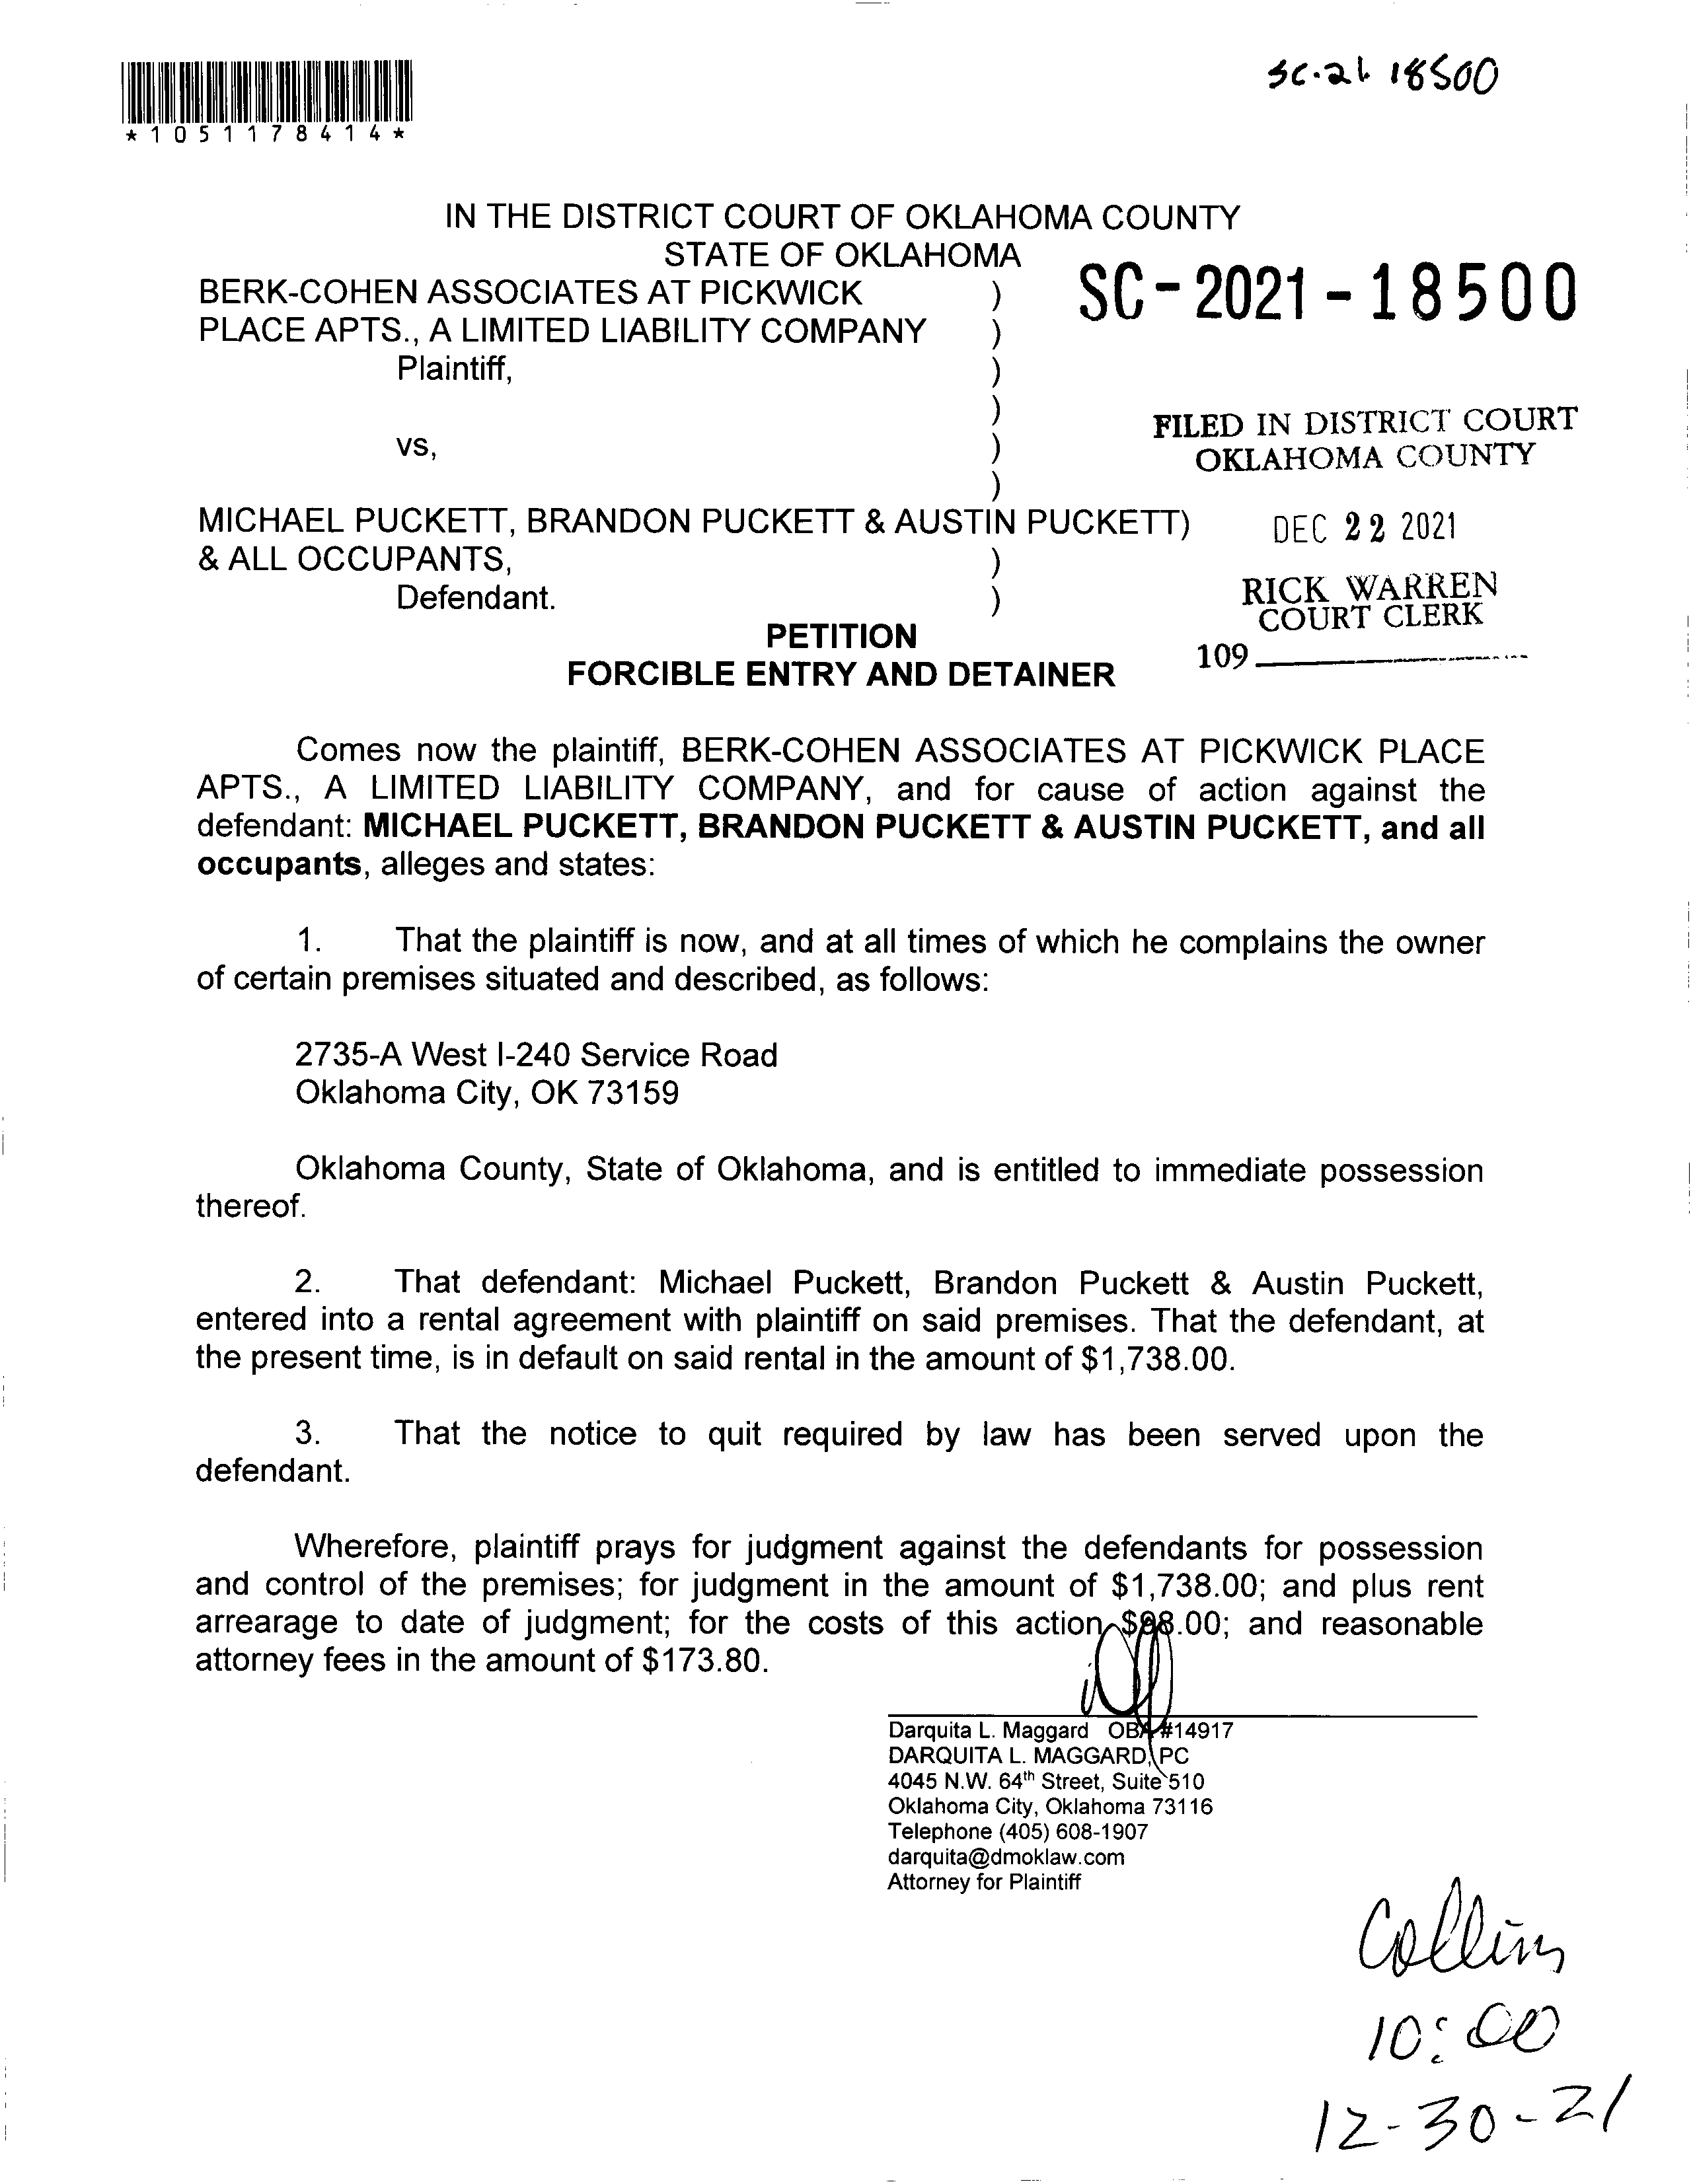 SC-21 18500
*1051178414*
IN THE DISTRICT COURT OF OKLAHOMA COUNTY
STATE OF OKLAHOMA
BERK-COHEN ASSOCIATES AT PICKWICK )
PLACE APTS., A LIMITED LIABILITY COMPANY )
Plaintiff, )
)
vs, )
)
MICHAEL PUCKETT, BRANDON PUCKETT & AUSTIN PUCKETT)
& ALL OCCUPANTS, )
Defendant. )
SC-2021-18500
FILED IN DISTRICT COURT
OKLAHOMA COUNTY
DEC 22 2021
RICK WARREN
COURT CLERK
109
PETITION
FORCIBLE ENTRY AND DETAINER
Comes now the plaintiff, BERK-COHEN ASSOCIATES AT PICKWICK PLACE
APTS., A LIMITED LIABILITY COMPANY, and for cause of action against the
defendant: MICHAEL PUCKETT, BRANDON PUCKETT & AUSTIN PUCKETT, and all
occupants, alleges and states:
1. That the plaintiff is now, and at all times of which he complains the owner
of certain premises situated and described, as follows:
2735-A West I-240 Service Road
Oklahoma City, OK 73159
Oklahoma County, State of Oklahoma, and is entitled to immediate possession
thereof.
2. That defendant: Michael Puckett, Brandon Puckett & Austin Puckett,
entered into a rental agreement with plaintiff on said premises. That the defendant, at
the present time, is in default on said rental in the amount of $1,738.00.
3. That the notice to quit required by law has been served upon the
defendant.
Wherefore, plaintiff prays for judgment against the defendants for possession
and control of the premises; for judgment in the amount of $1,738.00; and plus rent
arrearage to date of judgment; for the costs of this action, $98.00; and reasonable
attorney fees in the amount of $173.80.
Darquita L. Maggard OBA #14917
DARQUITA L. MAGGARD, PC
4045 N.W. 64th Street, Suite 510
Oklahoma City, Oklahoma 73116
Telephone (405) 608-1907
darquita@dmoklaw.com
Attorney for Plaintiff
Collins
10:00
12-30-21